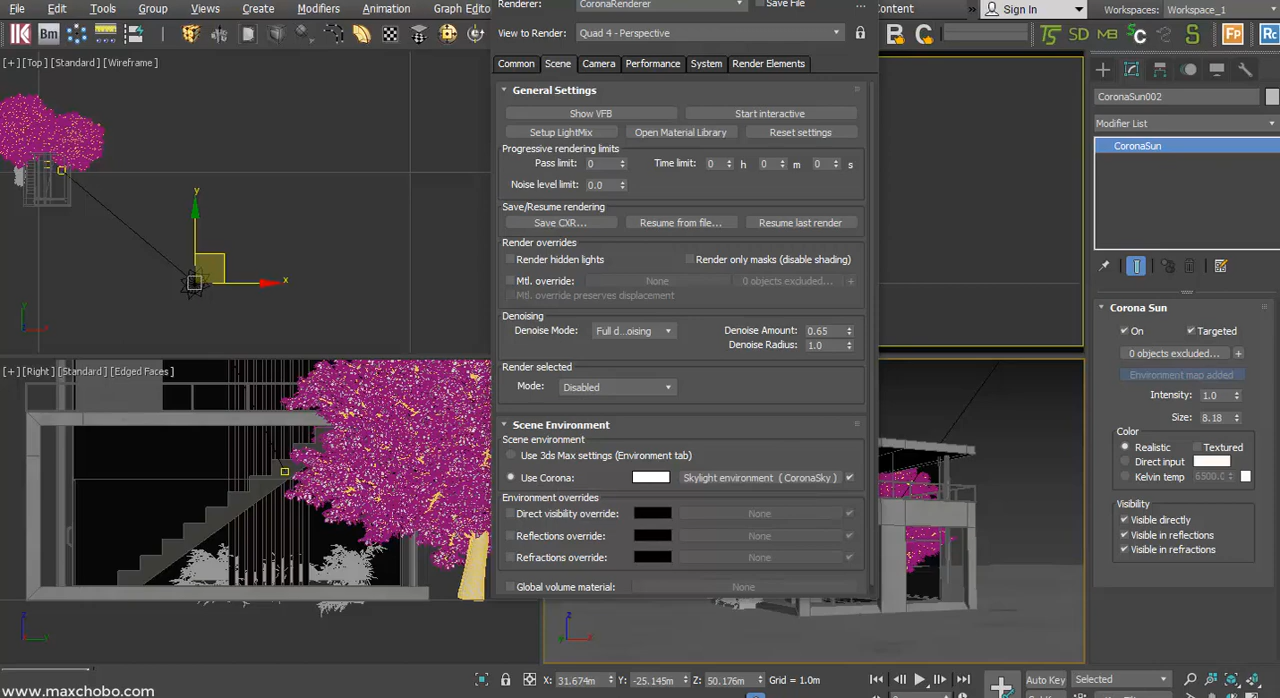 File Edit Tools Group Views Create Modifiers Animation Graph Edito
Renderer: CoronaRenderer Save File ...
Content » Sign In Workspaces: Workspace_1
View to Render: Quad 4 - Perspective
[+] [Top] [Standard] [Wireframe]
Common Scene Camera Performance System Render Elements
General Settings
Show VFB Start interactive
Setup LightMix Open Material Library Reset settings
Progressive rendering limits
Pass limit: 0 Time limit: 0 h 0 m 0 s
Noise level limit: 0.0
Save/Resume rendering
Save CXR... Resume from file... Resume last render
Render overrides
Render hidden lights Render only masks (disable shading)
Mtl. override: None 0 objects excluded... +
Mtl. override preserves displacement
Denoising
Denoise Mode: Full d...oising Denoise Amount: 0.65
Denoise Radius: 1.0
Render selected
Mode: Disabled
Scene Environment
Scene environment
Use 3ds Max settings (Environment tab)
Use Corona: Skylight environment ( CoronaSky )
Environment overrides
Direct visibility override: None
Reflections override: None
Refractions override: None
Global volume material: None
CoronaSun002
Modifier List
CoronaSun
Corona Sun
On Targeted
0 objects excluded... +
Environment map added
Intensity: 1.0
Size: 8.18
Color
Realistic Textured
Direct input
Kelvin temp 6500.0
Visibility
Visible directly
Visible in reflections
Visible in refractions
y
x
[+] [Right] [Standard] [Edged Faces]
z
z
X: 31.674m Y: -25.145m Z: 50.176m Grid = 1.0m Auto Key Selected
www.maxchobo.com